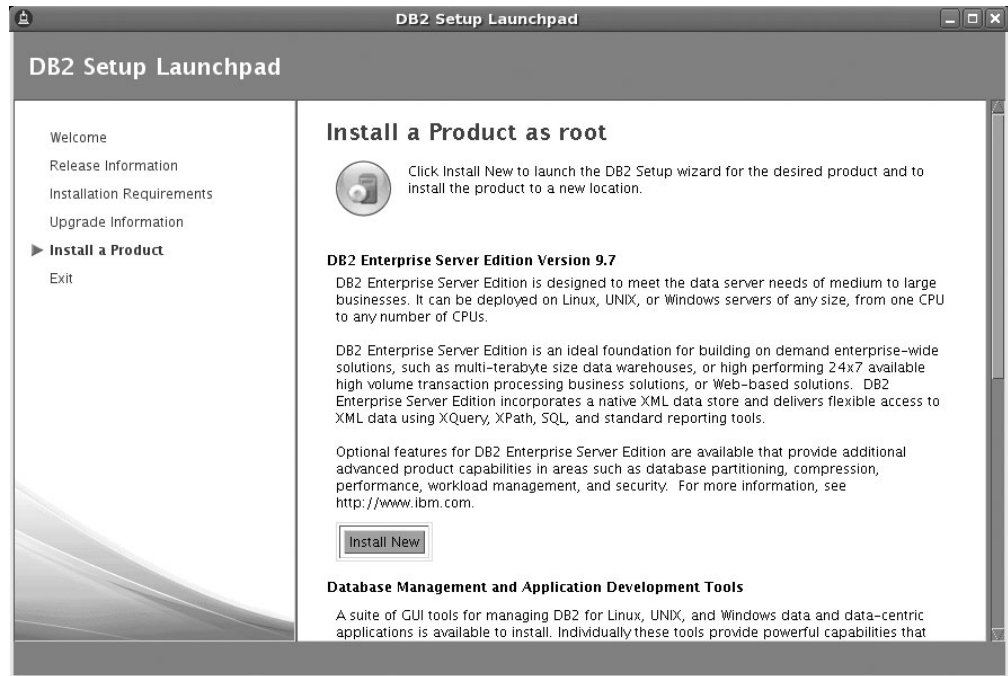 DB2 Setup Launchpad
DB2 Setup Launchpad
Welcome
Release Information
Installation Requirements
Upgrade Information
Install a Product
Exit
Install a Product as root
Click Install New to launch the DB2 Setup wizard for the desired product and to
install the product to a new location.
DB2 Enterprise Server Edition Version 9.7
DB2 Enterprise Server Edition is designed to meet the data server needs of medium to large
businesses. It can be deployed on Linux, UNIX, or Windows servers of any size, from one CPU
to any number of CPUs.
DB2 Enterprise Server Edition is an ideal foundation for building on demand enterprise-wide
solutions, such as multi-terabyte size data warehouses, or high performing 24x7 available
high volume transaction processing business solutions, or Web-based solutions. DB2
Enterprise Server Edition incorporates a native XML data store and delivers flexible access to
XML data using XQuery, XPath, SQL, and standard reporting tools.
Optional features for DB2 Enterprise Server Edition are available that provide additional
advanced product capabilities in areas such as database partitioning, compression,
performance, workload management, and security. For more information, see
http://www.ibm.com.
Install New
Database Management and Application Development Tools
A suite of GUI tools for managing DB2 for Linux, UNIX, and Windows data and data-centric
applications is available to install. Individually these tools provide powerful capabilities that